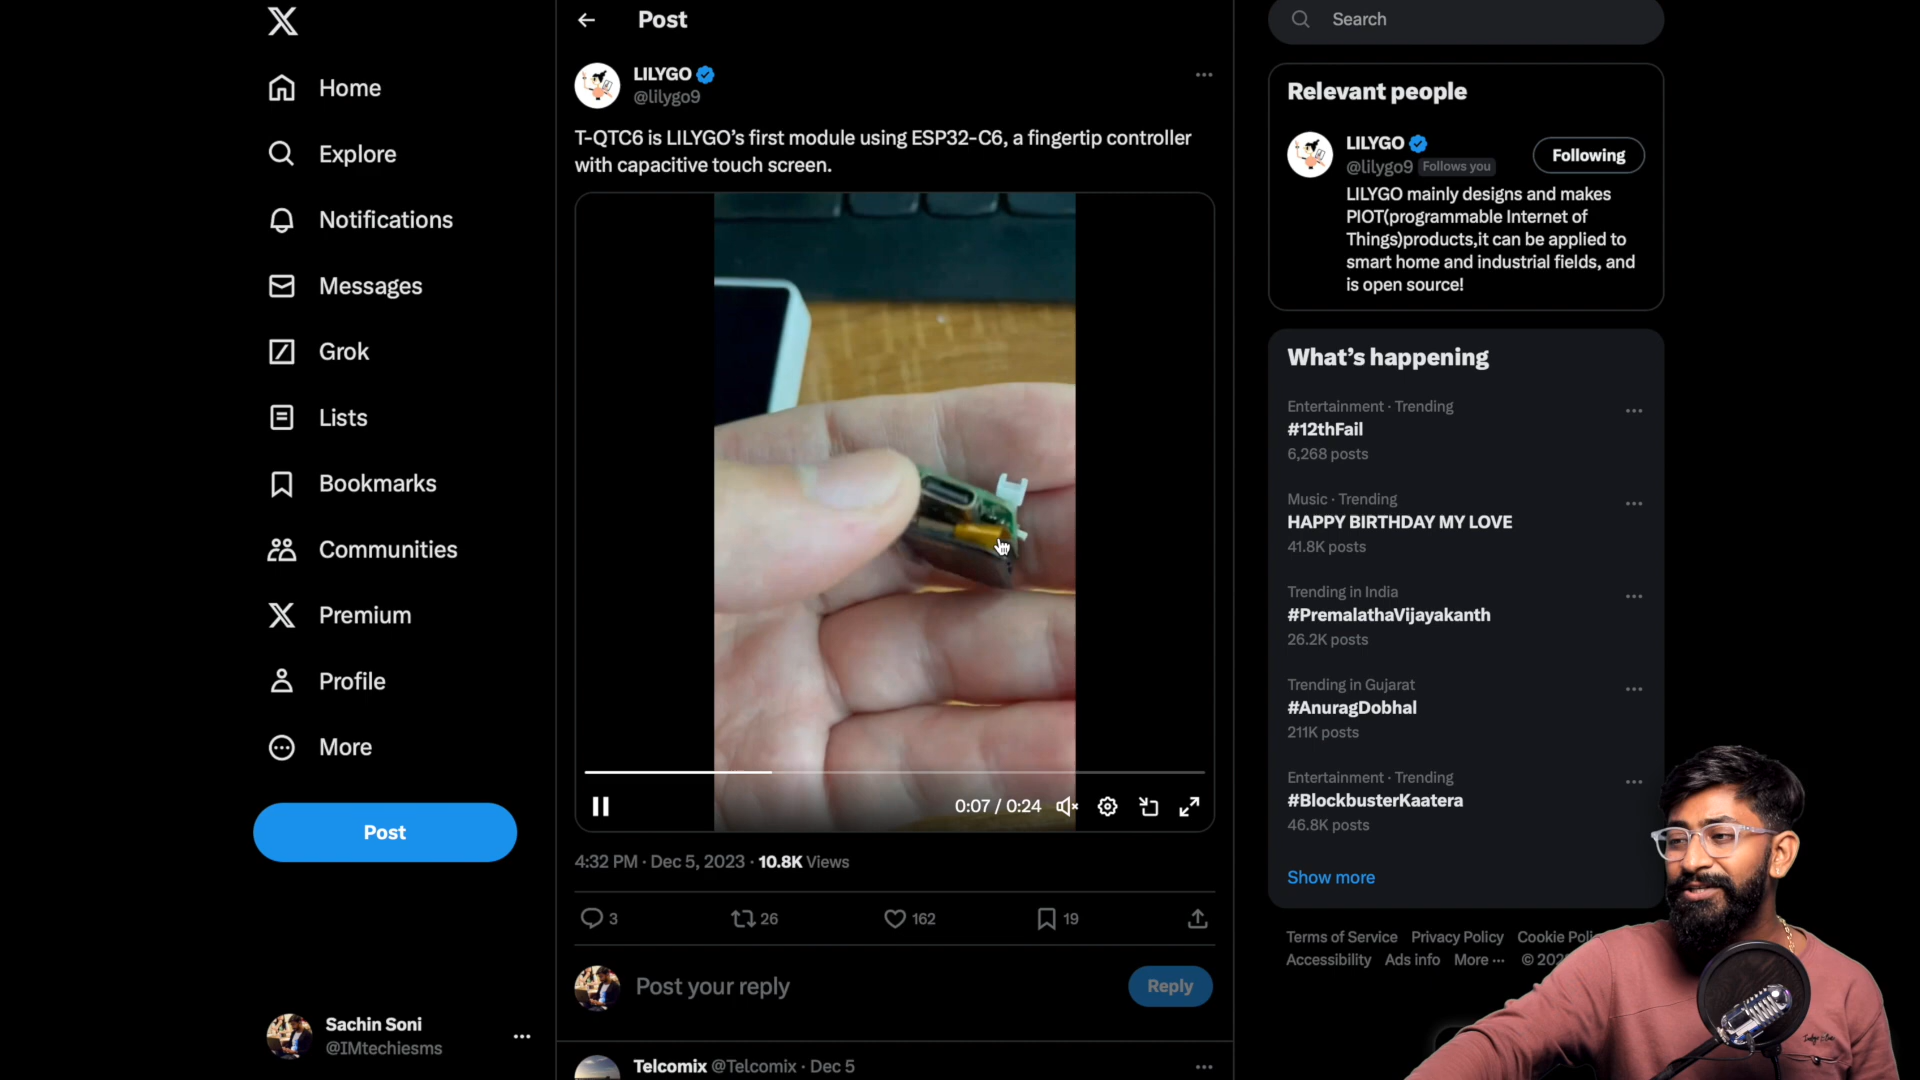 Home
Explore
Notifications
Messages
Grok
Lists
Bookmarks
Communities
Premium
Profile
More
Post
Sachin Soni
@IMtechiesms
Post
LILYGO
@lilygo9
T-QTC6 is LILYGO's first module using ESP32-C6, a fingertip controller
with capacitive touch screen.
0:07 / 0:24
4:32 PM · Dec 5, 2023 · 10.8K Views
3 26 162 19
Post your reply
Reply
Telcomix @Telcomix · Dec 5
Search
Relevant people
LILYGO
@lilygo9 Follows you
Following
LILYGO mainly designs and makes
PIOT(programmable Internet of
Things)products,it can be applied to
smart home and industrial fields, and
is open source!
What's happening
Entertainment · Trending
#12thFail
6,268 posts
Music · Trending
HAPPY BIRTHDAY MY LOVE
41.8K posts
Trending in India
#PremalathaVijayakanth
26.2K posts
Trending in Gujarat
#AnuragDobhal
211K posts
Entertainment · Trending
#BlockbusterKaatera
46.8K posts
Show more
Terms of Service Privacy Policy Cookie
Accessibility Ads info More ··· ©